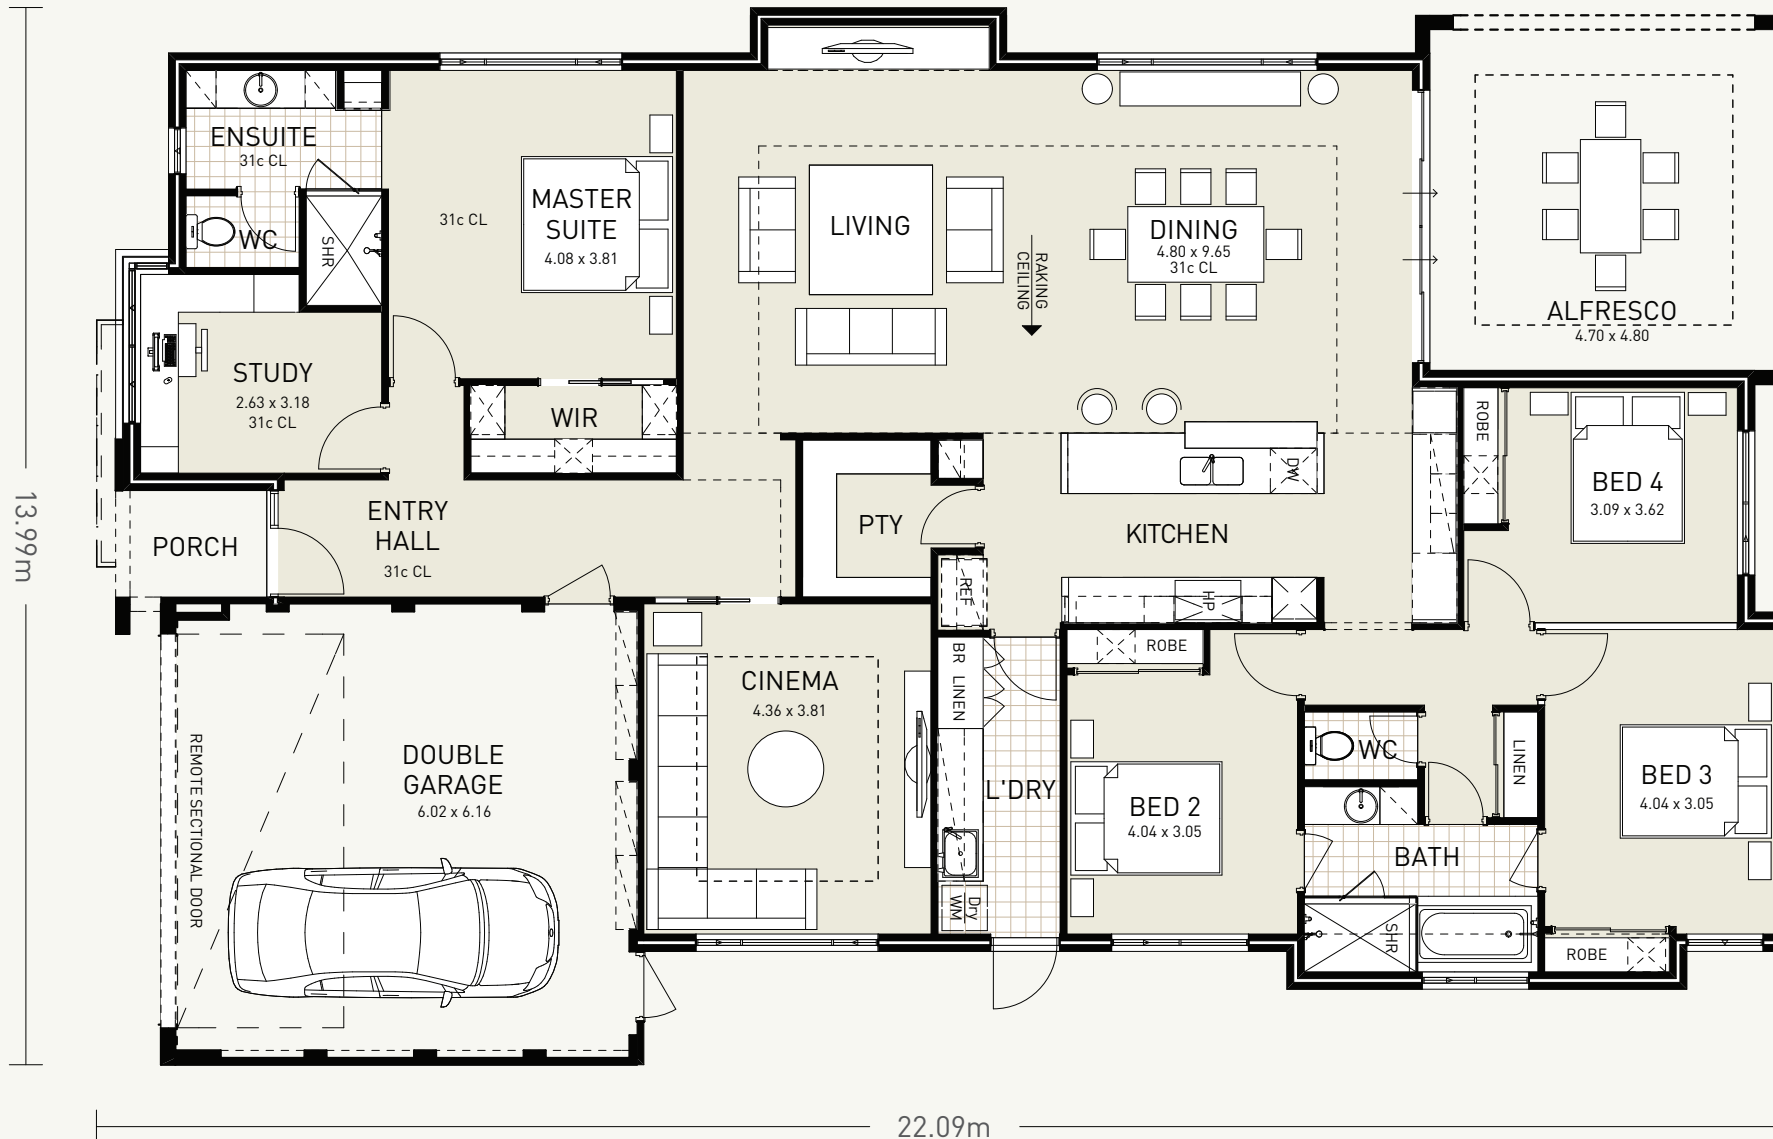 ENSUITE
31c CL
WC
SHR
31c CL
MASTER
SUITE
4.08 x 3.81
LIVING
RAKING
CEILING
DINING
4.80 x 9.65
31c CL
ALFRESCO
4.70 x 4.80
STUDY
2.63 x 3.18
31c CL
WIR
ROBE
BED 4
3.09 x 3.62
DW
13.99m
PORCH
ENTRY
HALL
31c CL
PTY
KITCHEN
REF
HP
BR
LINEN
ROBE
CINEMA
4.36 x 3.81
REMOTE SECTIONAL DOOR
DOUBLE
GARAGE
6.02 x 6.16
L'DRY
BED 2
4.04 x 3.05
WC
LINEN
BED 3
4.04 x 3.05
BATH
Dry
WM
SHR
ROBE
22.09m